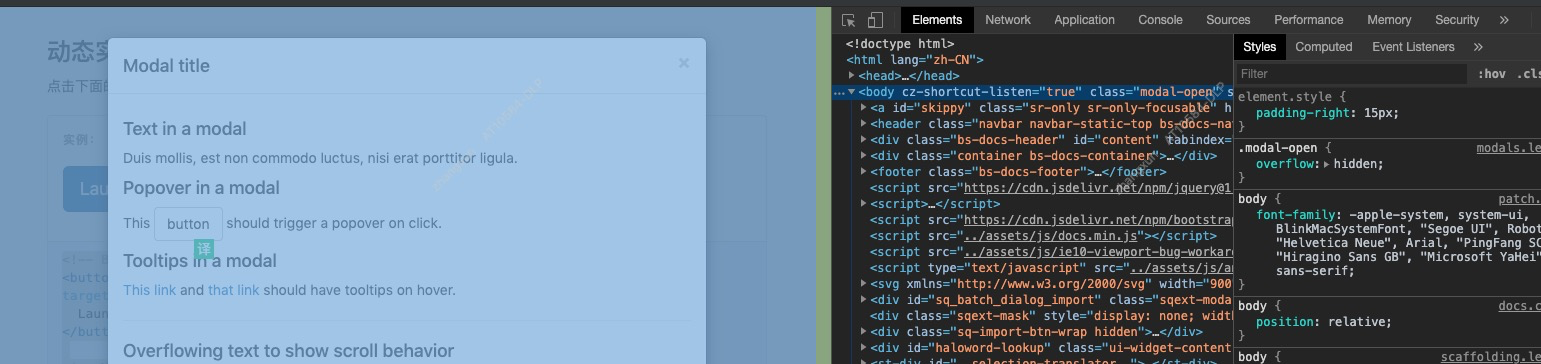 动态实
点击下面的
实例:
Modal title
×
Text in a modal
Duis mollis, est non commodo luctus, nisi erat porttitor ligula.
Popover in a modal
This button should trigger a popover on click.
译
Tooltips in a modal
This link and that link should have tooltips on hover.
Overflowing text to show scroll behavior
Lau
<butto
target
Laun
</butt
Elements Network Application Console Sources Performance Memory Security »
<!doctype html>
<html lang="zh-CN">
<head>…</head>
<body cz-shortcut-listen="true" class="modal-open" s
<a id="skippy" class="sr-only sr-only-focusable" h
<header class="navbar navbar-static-top bs-docs-na
<div class="bs-docs-header" id="content" tabindex=
<div class="container bs-docs-container">…</div>
<footer class="bs-docs-footer">…</footer>
<script src="https://cdn.jsdelivr.net/npm/jquery@1
<script>…</script>
<script src="https://cdn.jsdelivr.net/npm/bootstrap
<script src="../assets/js/docs.min.js"></script>
<script src="../assets/js/ie10-viewport-bug-workar
<script type="text/javascript" src="../assets/js/an
<svg xmlns="http://www.w3.org/2000/svg" width="900
<div id="sq_batch_dialog_import" class="sqext-moda
<div class="sqext-mask" style="display: none; widt
<div class="sq-import-btn-wrap hidden">…</div>
<div id="haloword-lookup" class="ui-widget-content
Styles Computed Event Listeners »
Filter :hov .cls
element.style {
padding-right: 15px;
}
.modal-open { modals.le
overflow: hidden;
}
body { patch.
font-family: -apple-system, system-ui,
BlinkMacSystemFont, "Segoe UI", Robot
"Helvetica Neue", Arial, "PingFang SC
"Hiragino Sans GB", "Microsoft YaHei"
sans-serif;
}
body { docs.c
position: relative;
}
body { scaffolding.le